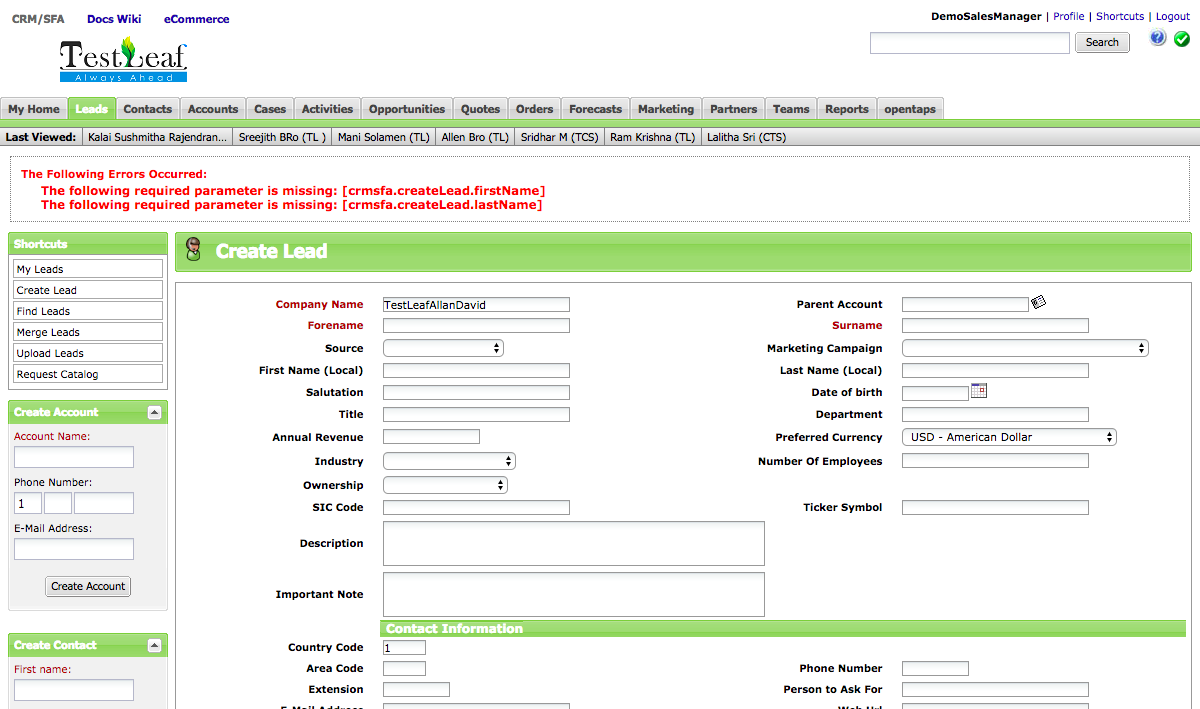 CRM/SFA Docs Wiki eCommerce
DemoSalesManager | Profile | Shortcuts | Logout
TestLeaf
Always Ahead
Search
?
My Home Leads Contacts Accounts Cases Activities Opportunities Quotes Orders Forecasts Marketing Partners Teams Reports opentaps
Last Viewed: Kalai Sushmitha Rajendran... Sreejith BRo (TL ) Mani Solamen (TL) Allen Bro (TL) Sridhar M (TCS) Ram Krishna (TL) Lalitha Sri (CTS)
The Following Errors Occurred:
The following required parameter is missing: [crmsfa.createLead.firstName]
The following required parameter is missing: [crmsfa.createLead.lastName]
Shortcuts
My Leads
Create Lead
Find Leads
Merge Leads
Upload Leads
Request Catalog
Create Account
Account Name:
Phone Number:
1
E-Mail Address:
Create Account
Create Contact
First name:
Create Lead
Company Name TestLeafAllanDavid Parent Account
Forename Surname
Source Marketing Campaign
First Name (Local) Last Name (Local)
Salutation Date of birth
Title Department
Annual Revenue Preferred Currency USD - American Dollar
Industry Number Of Employees
Ownership
SIC Code Ticker Symbol
Description
Important Note
Contact Information
Country Code 1
Area Code Phone Number
Extension Person to Ask For
E-Mail Address Web Url